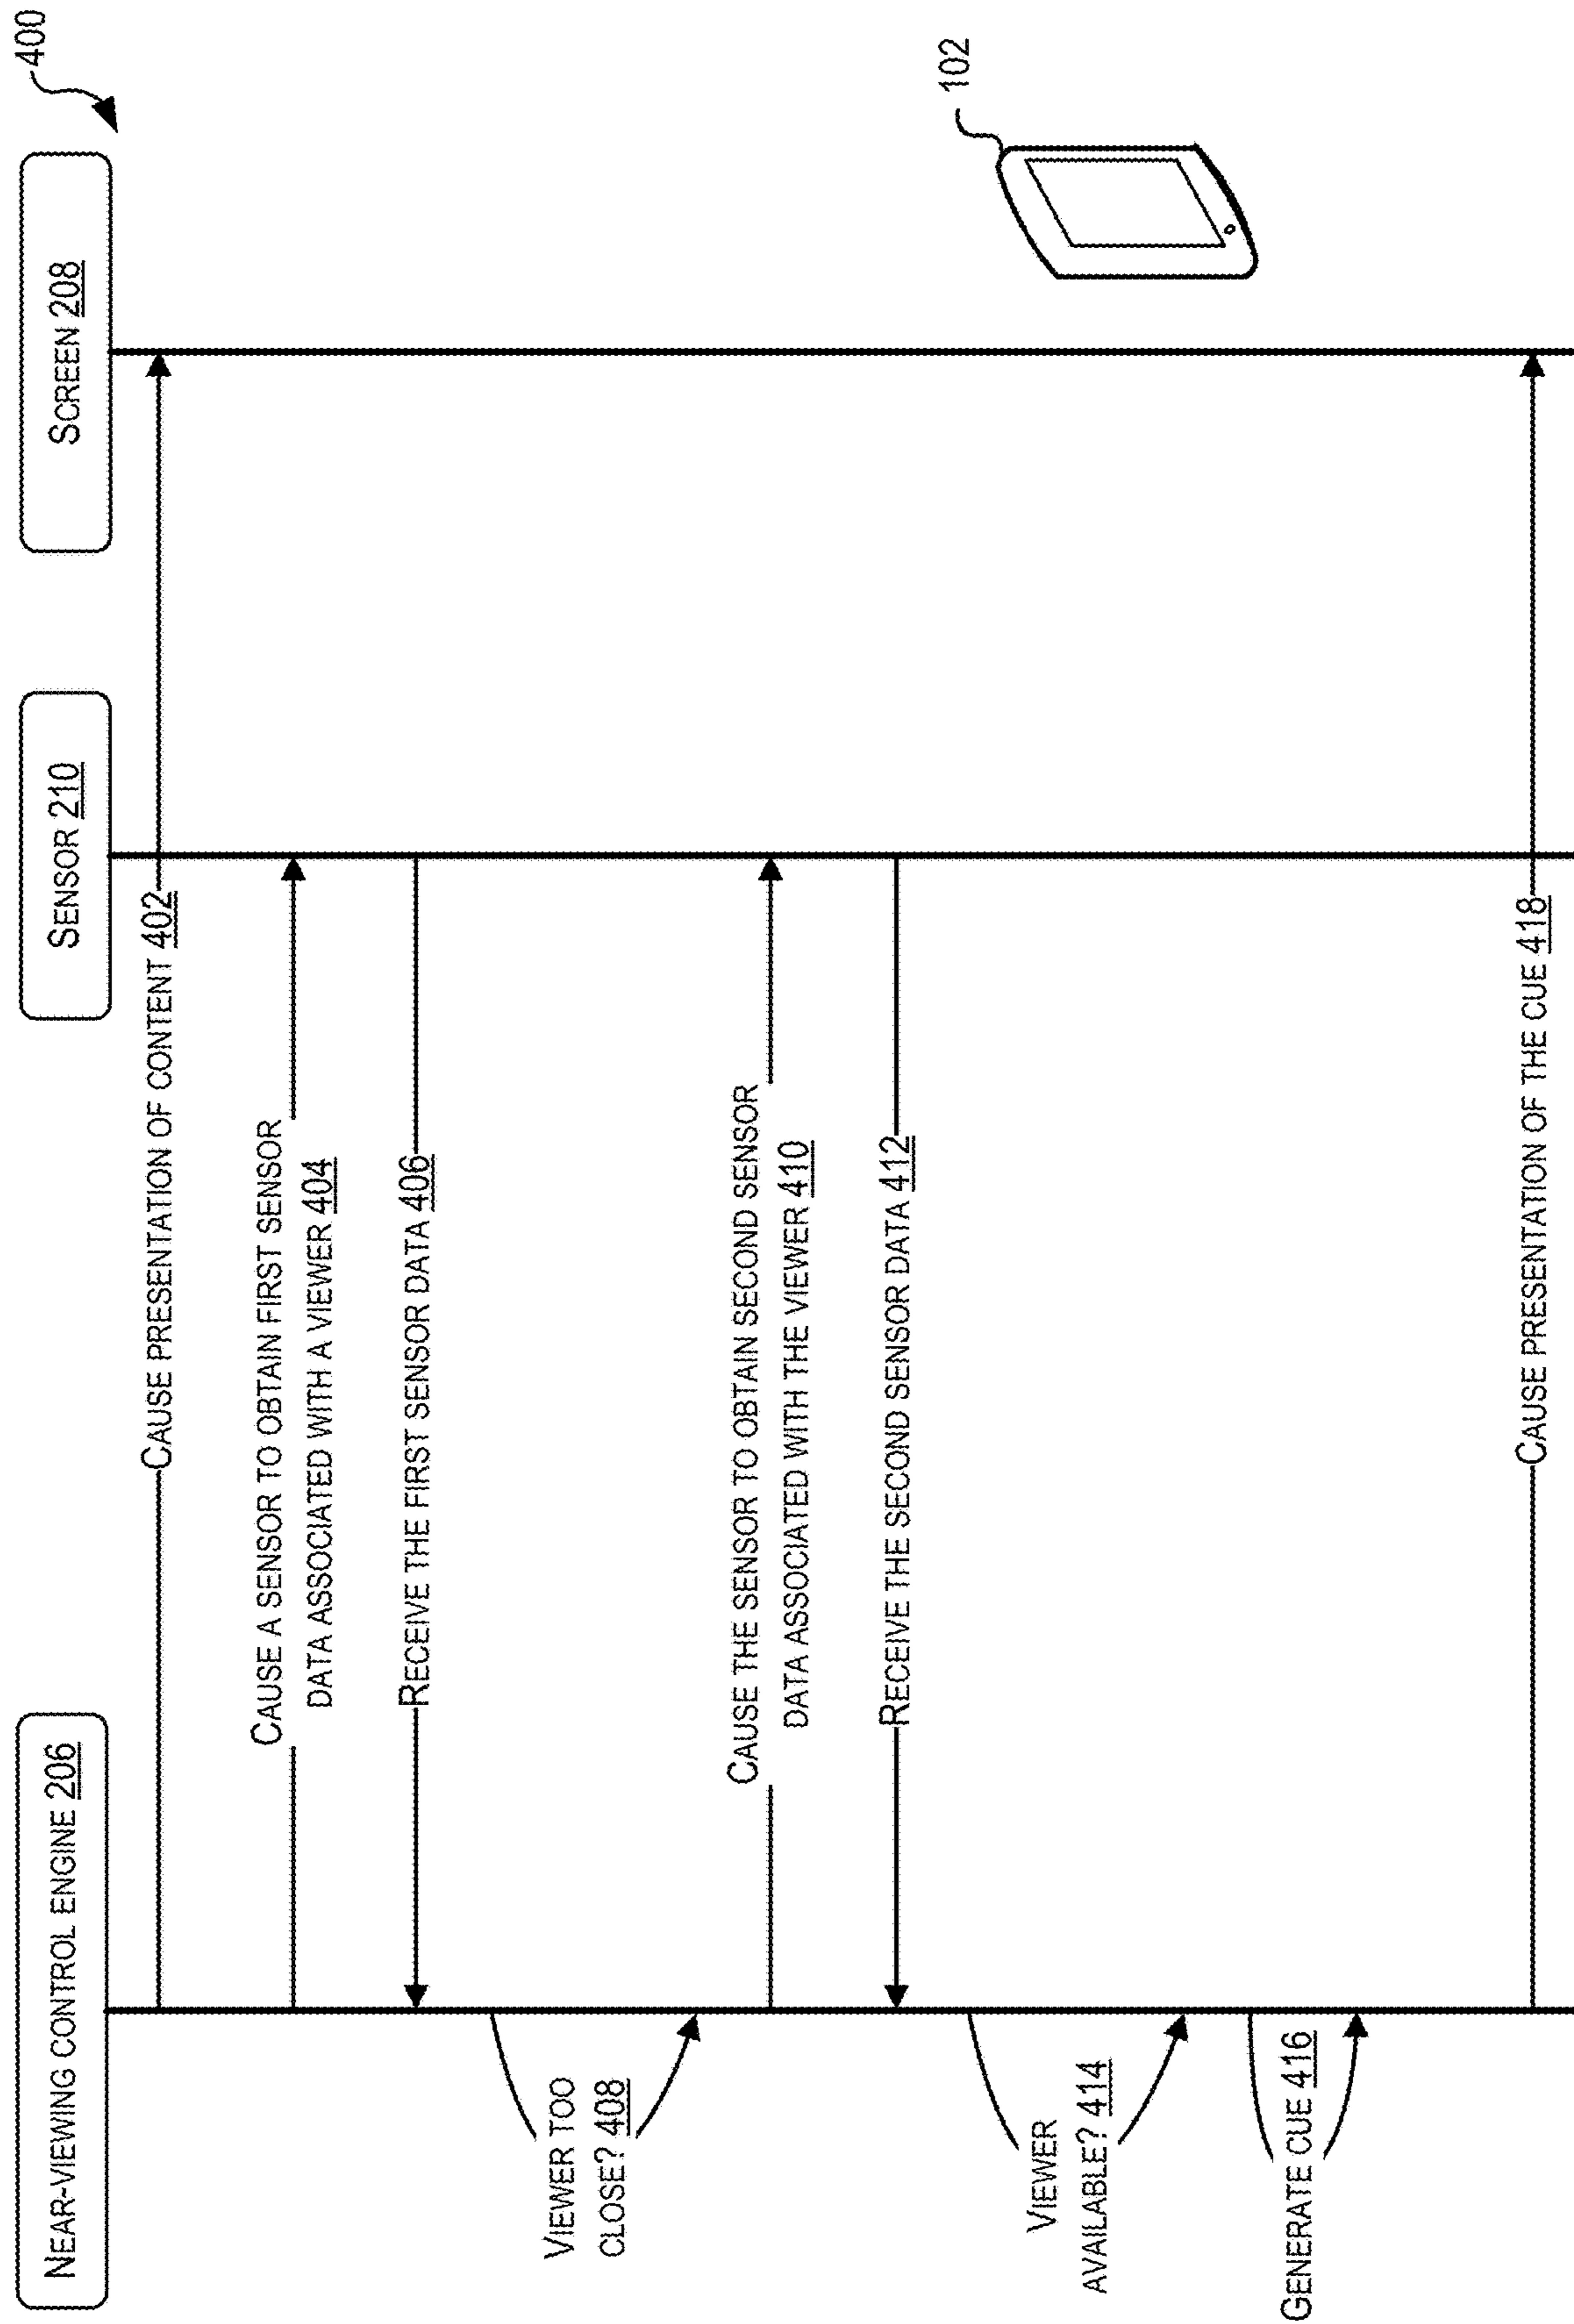 400
NEAR-VIEWING CONTROL ENGINE 206
SENSOR 210
SCREEN 208
CAUSE PRESENTATION OF CONTENT 402
CAUSE A SENSOR TO OBTAIN FIRST SENSOR
DATA ASSOCIATED WITH A VIEWER 404
RECEIVE THE FIRST SENSOR DATA 406
VIEWER TOO
CLOSE? 408
CAUSE THE SENSOR TO OBTAIN SECOND SENSOR
DATA ASSOCIATED WITH THE VIEWER 410
RECEIVE THE SECOND SENSOR DATA 412
102
VIEWER
AVAILABLE? 414
GENERATE CUE 416
CAUSE PRESENTATION OF THE CUE 418